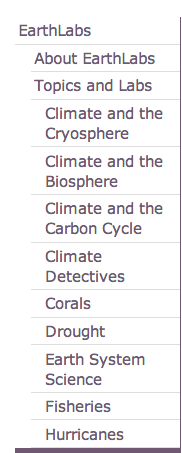 EarthLabs
About EarthLabs
Topics and Labs
Climate and the
Cryosphere
Climate and the
Biosphere
Climate and the
Carbon Cycle
Climate
Detectives
Corals
Drought
Earth System
Science
Fisheries
Hurricanes